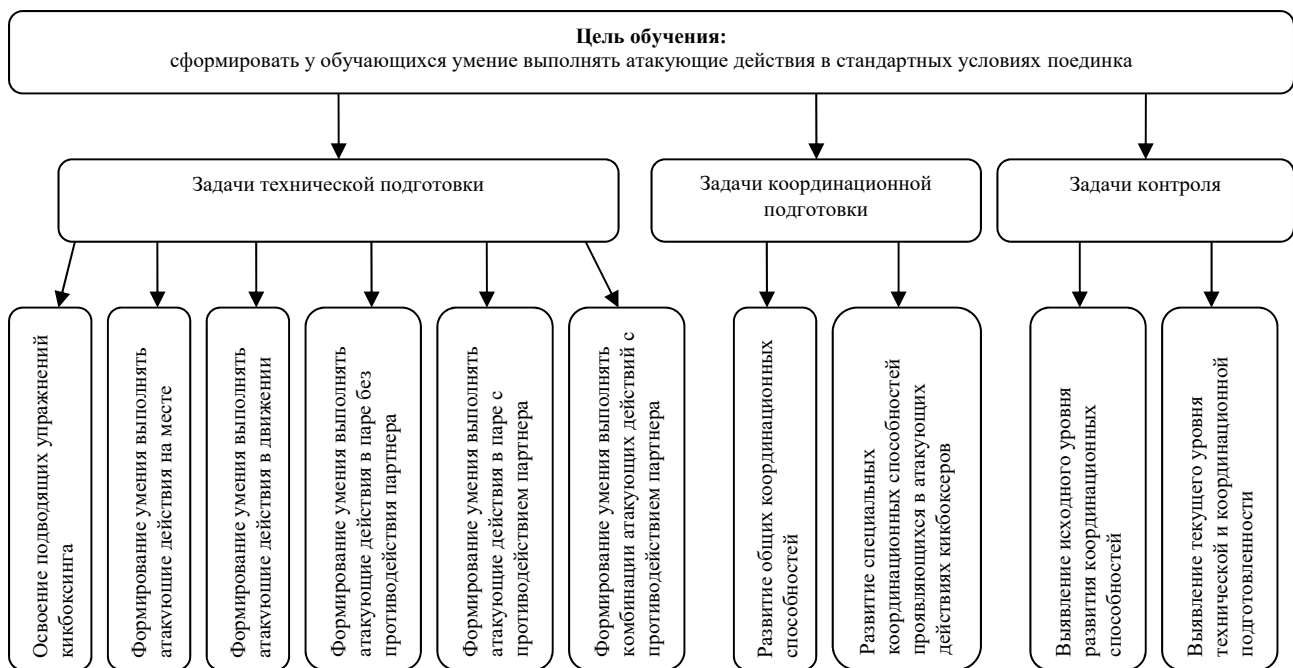 Цель обучения:
сформировать у обучающихся умение выполнять атакующие действия в стандартных условиях поединка
Задачи технической подготовки
Задачи координационной
подготовки
Задачи контроля
Освоение подводящих упражнений
кикбоксинга
Формирование умения выполнять
атакующие действия на месте
Формирование умения выполнять
атакующие действия в движении
Формирование умения выполнять
атакующие действия в паре без
противодействия партнера
Формирование умения выполнять
атакующие действия в паре с
противодействием партнера
Формирование умения выполнять
комбинации атакующих действий с
противодействием партнера
Развитие общих координационных
способностей
Развитие специальных
координационных способностей
проявляющихся в атакующих
действиях кикбоксеров
Выявление исходного уровня
развития координационных
способностей
Выявление текущего уровня
технической и координационной
подготовленности